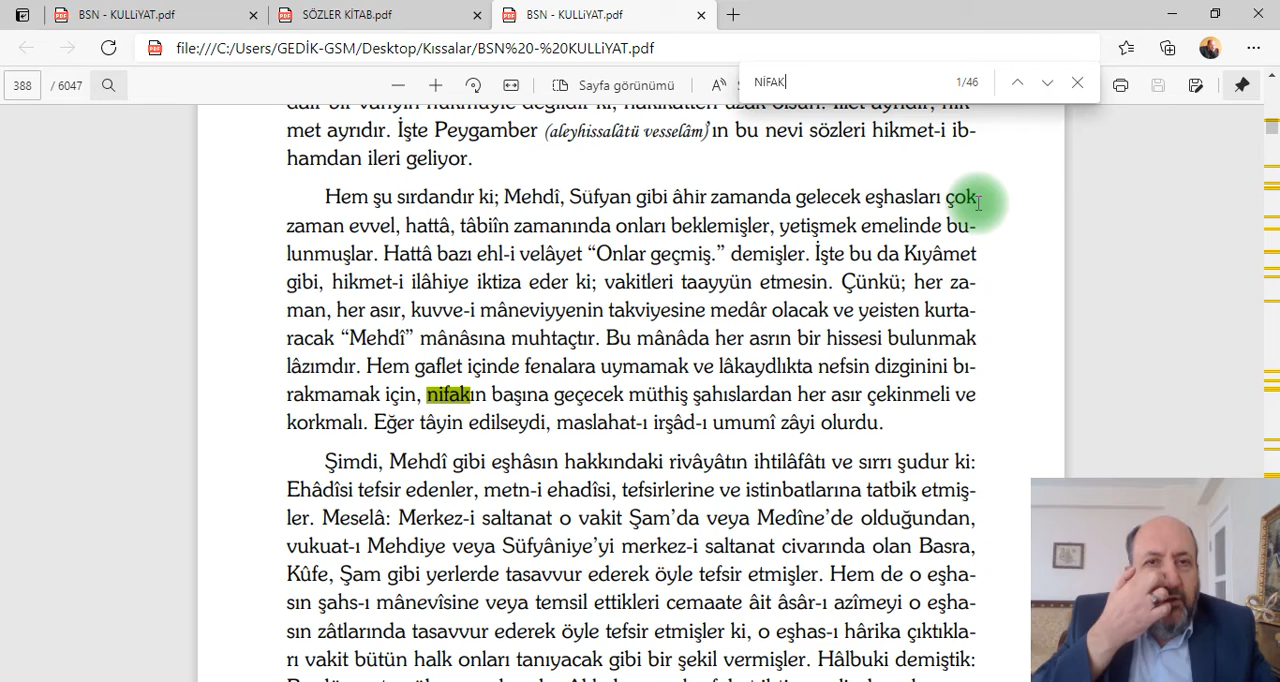 BSN - KULLİYAT.pdf
SÖZLER KİTAB.pdf
BSN - KULLİYAT.pdf
file:///C:/Users/GEDİK-GSM/Desktop/Kıssalar/BSN%20-%20KULLiYAT.pdf
NİFAK
1/46
388 / 6047
Sayfa görünümü
met ayrıdır. İşte Peygamber (aleyhissalâtü vesselâm)’ın bu nevi sözleri hikmet-i ib-
hamdan ileri geliyor.
Hem şu sırdandır ki; Mehdî, Süfyan gibi âhir zamanda gelecek eşhasları çok
zaman evvel, hattâ, tâbiîn zamanında onları beklemişler, yetişmek emelinde bu-
lunmuşlar. Hattâ bazı ehl-i velâyet “Onlar geçmiş.” demişler. İşte bu da Kıyâmet
gibi, hikmet-i ilâhiye iktiza eder ki; vakitleri taayyün etmesin. Çünkü; her za-
man, her asır, kuvve-i mâneviyyenin takviyesine medâr olacak ve yeisten kurta-
racak “Mehdî” mânâsına muhtaçtır. Bu mânâda her asrın bir hissesi bulunmak
lâzımdır. Hem gaflet içinde fenalara uymamak ve lâkaydlıkta nefsin dizginini bı-
rakmamak için, nifakın başına geçecek müthiş şahıslardan her asır çekinmeli ve
korkmalı. Eğer tâyin edilseydi, maslahat-ı irşâd-ı umumî zâyi olurdu.
Şimdi, Mehdî gibi eşhâsın hakkındaki rivâyâtın ihtilâfâtı ve sırrı şudur ki:
Ehâdîsi tefsir edenler, metn-i ehadîsi, tefsirlerine ve istinbatlarına tatbik etmiş-
ler. Meselâ: Merkez-i saltanat o vakit Şam’da veya Medîne’de olduğundan,
vukuat-ı Mehdiye veya Süfyâniye’yi merkez-i saltanat civarında olan Basra,
Kûfe, Şam gibi yerlerde tasavvur ederek öyle tefsir etmişler. Hem de o eşha-
sın şahs-ı mânevîsine veya temsil ettikleri cemaate âit âsâr-ı azîmeyi o eşha-
sın zâtlarında tasavvur ederek öyle tefsir etmişler ki, o eşhas-ı hârika çıktıkla-
rı vakit bütün halk onları tanıyacak gibi bir şekil vermişler. Hâlbuki demiştik: